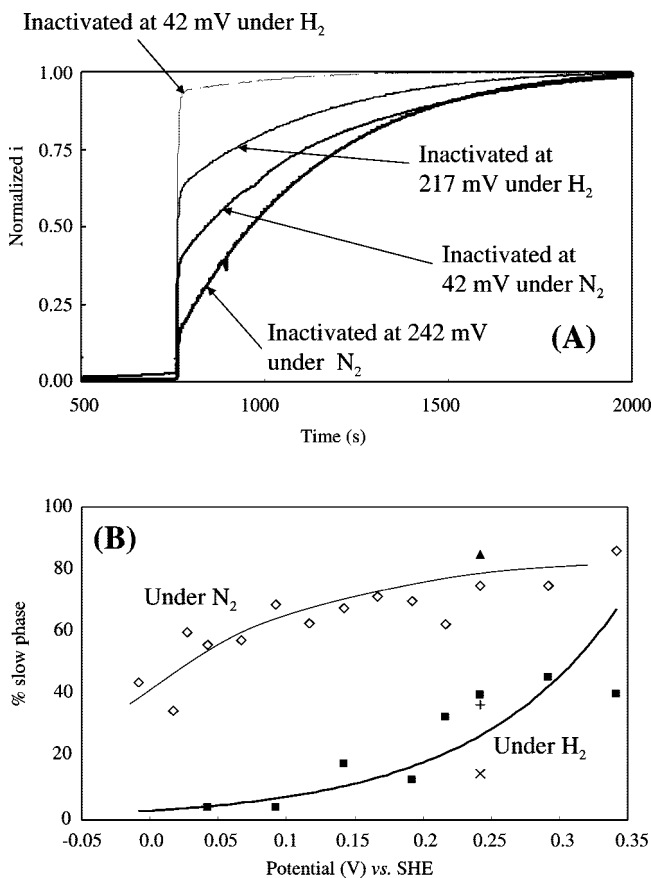 Inactivated at 42 mV under H2
1.00
0.75
0.50
0.25
0.00
Normalized i
Inactivated at
217 mV under H2
Inactivated at
42 mV under N2
Inactivated at 242 mV
under N2
(A)
500
1000
1500
2000
Time (s)
100
80
60
40
20
0
% slow phase
(B)
Under N2
Under H2
-0.05
0.0
0.05
0.1
0.15
0.2
0.25
0.3
0.35
Potential (V) vs. SHE